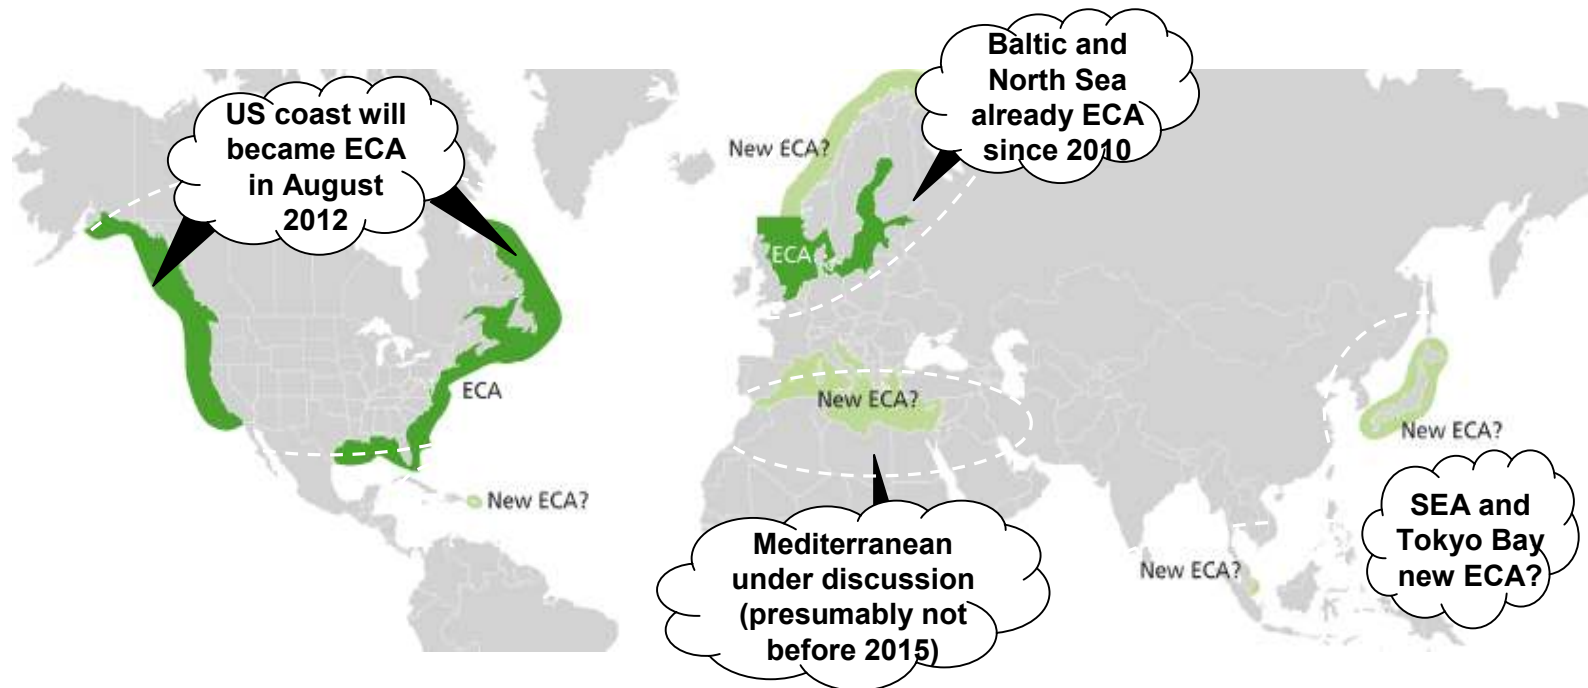 US coast will
became ECA
in August
2012
Baltic and
North Sea
already ECA
since 2010
New ECA?
ECA
ECA
New ECA?
New ECA?
New ECA?
New ECA?
Mediterranean
under discussion
(presumably not
before 2015)
SEA and
Tokyo Bay
new ECA?